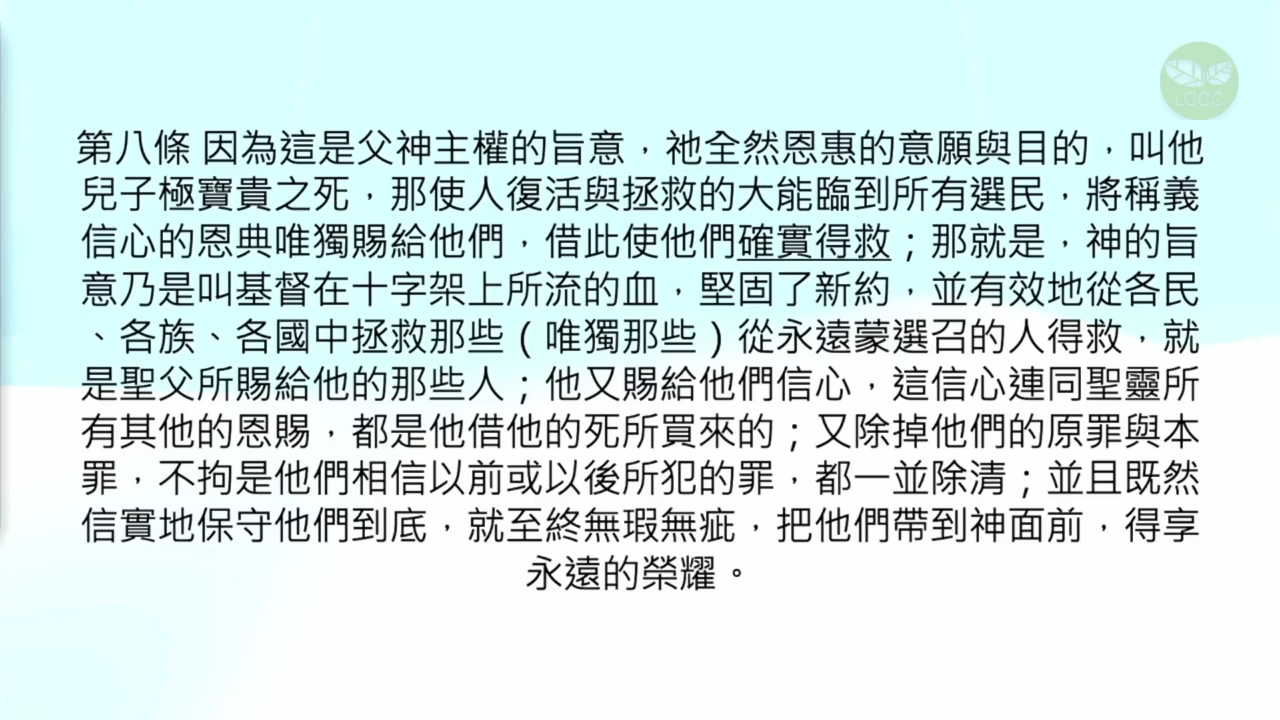 LCCC
第八條 因為這是父神主權的旨意，祂全然恩惠的意願與目的，叫他
兒子極寶貴之死，那使人復活與拯救的大能臨到所有選民，將稱義
信心的恩典唯獨賜給他們，借此使他們確實得救；那就是，神的旨
意乃是叫基督在十字架上所流的血，堅固了新約，並有效地從各民
、各族、各國中拯救那些（唯獨那些）從永遠蒙選召的人得救，就
是聖父所賜給他的那些人；他又賜給他們信心，這信心連同聖靈所
有其他的恩賜，都是他借他的死所買來的；又除掉他們的原罪與本
罪，不拘是他們相信以前或以後所犯的罪，都一並除清；並且既然
信實地保守他們到底，就至終無瑕無疵，把他們帶到神面前，得享
永遠的榮耀。